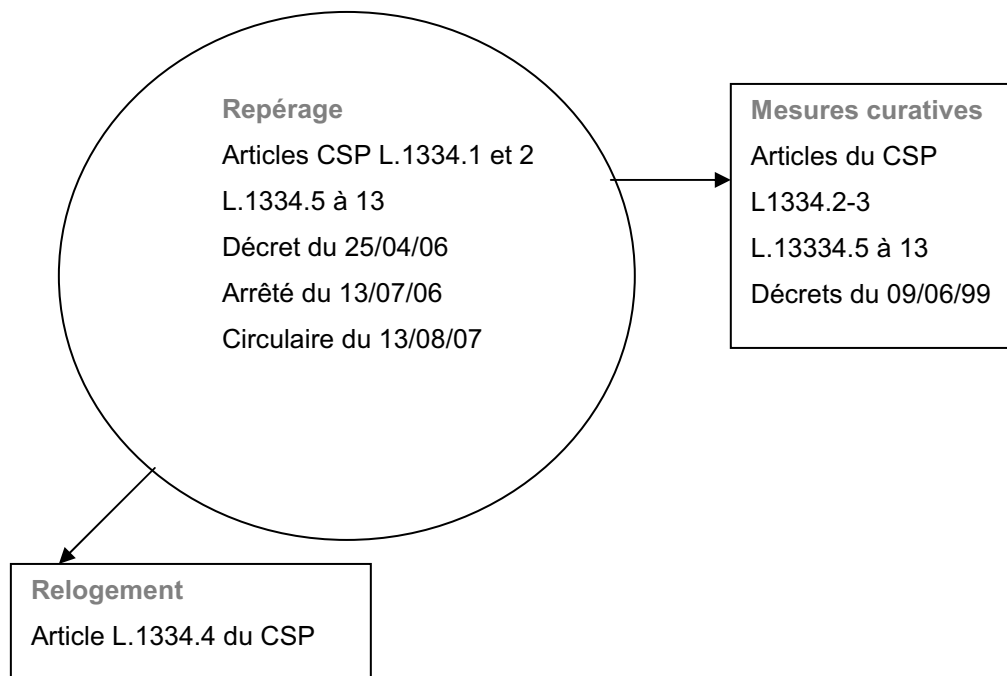 Repérage
Articles CSP L.1334.1 et 2
L.1334.5 à 13
Décret du 25/04/06
Arrêté du 13/07/06
Circulaire du 13/08/07
Mesures curatives
Articles du CSP
L1334.2-3
L.13334.5 à 13
Décrets du 09/06/99
Relogement
Article L.1334.4 du CSP